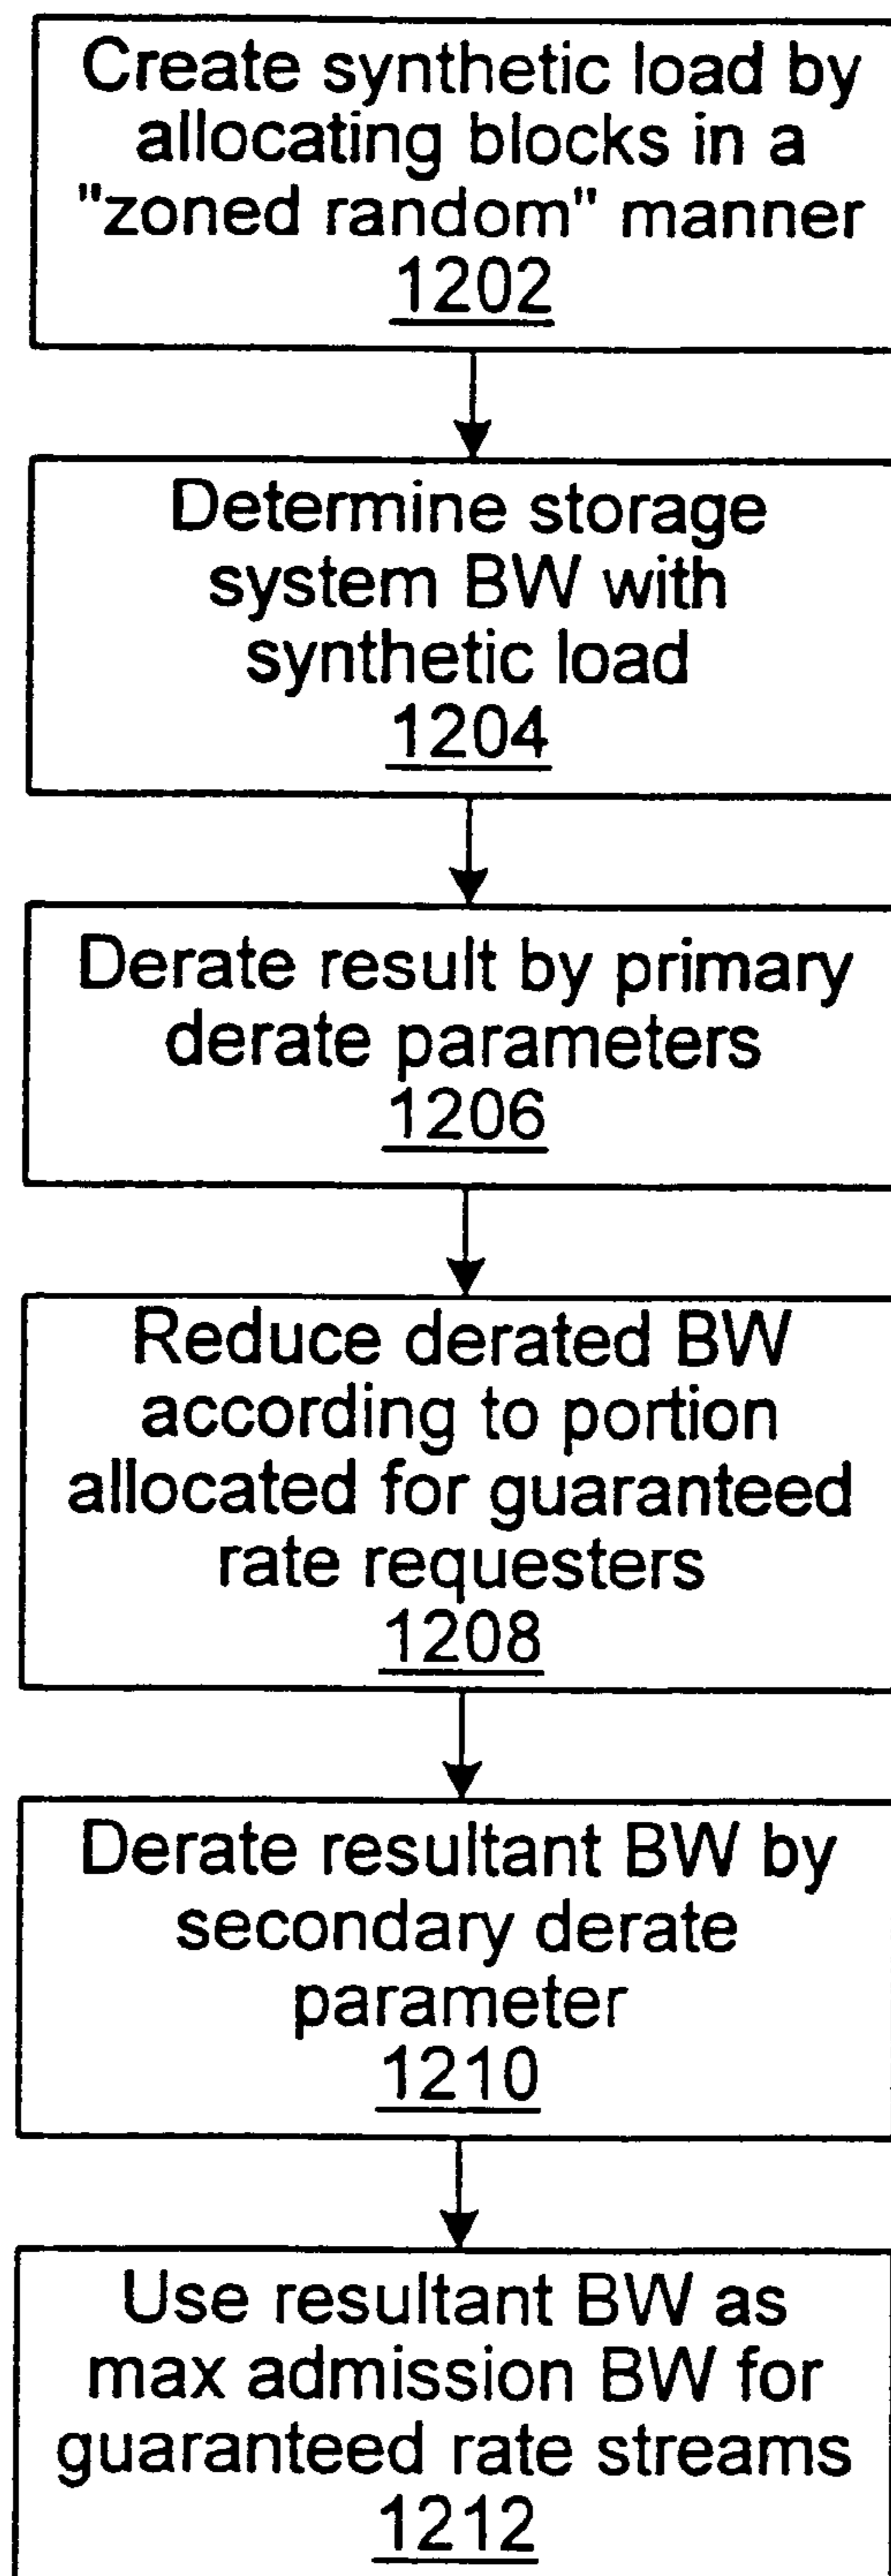 Create synthetic load by
allocating blocks in a
"zoned random" manner
1202
Determine storage
system BW with
synthetic load
1204
Derate result by primary
derate parameters
1206
Reduce derated BW
according to portion
allocated for guaranteed
rate requesters
1208
Derate resultant BW by
secondary derate
parameter
1210
Use resultant BW as
max admission BW for
guaranteed rate streams
1212